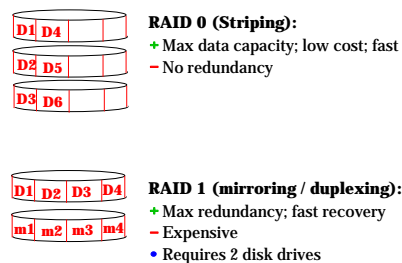 D1 D4
D2 D5
D3 D6
RAID 0 (Striping):
+ Max data capacity; low cost; fast
– No redundancy
D1 D2 D3 D4
m1 m2 m3 m4
RAID 1 (mirroring / duplexing):
+ Max redundancy; fast recovery
– Expensive
• Requires 2 disk drives